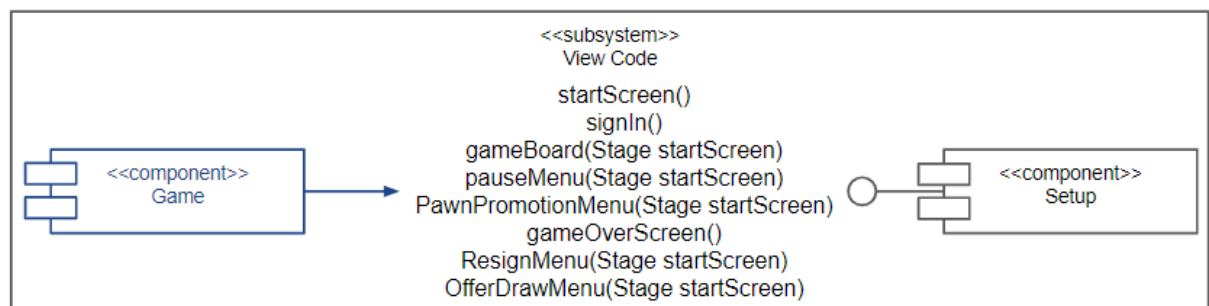 <<subsystem>>
View Code
startScreen()
signIn()
gameBoard(Stage startScreen)
pauseMenu(Stage startScreen)
PawnPromotionMenu(Stage startScreen)
gameOverScreen()
ResignMenu(Stage startScreen)
OfferDrawMenu(Stage startScreen)
<<component>>
Game
<<component>>
Setup